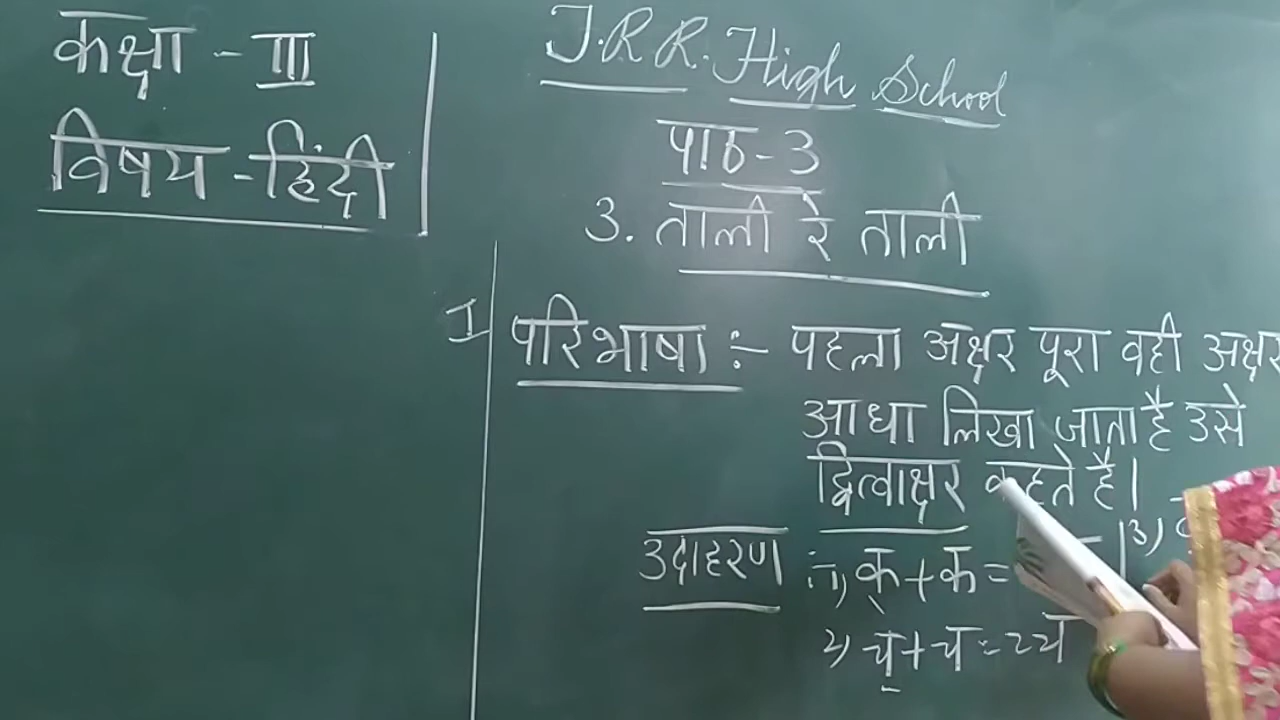 कक्षा - III
विषय - हिंदी
J.R.R. High School
पाठ - 3
3. ताली रे ताली
I परिभाषा :- पहला अक्षर पूरा वही अक्षर
आधा लिखा जाता है उसे
द्वित्वाक्षर कहते है।
उदाहरण :- 1) क् + क =
2) च् + च = च्च
3)